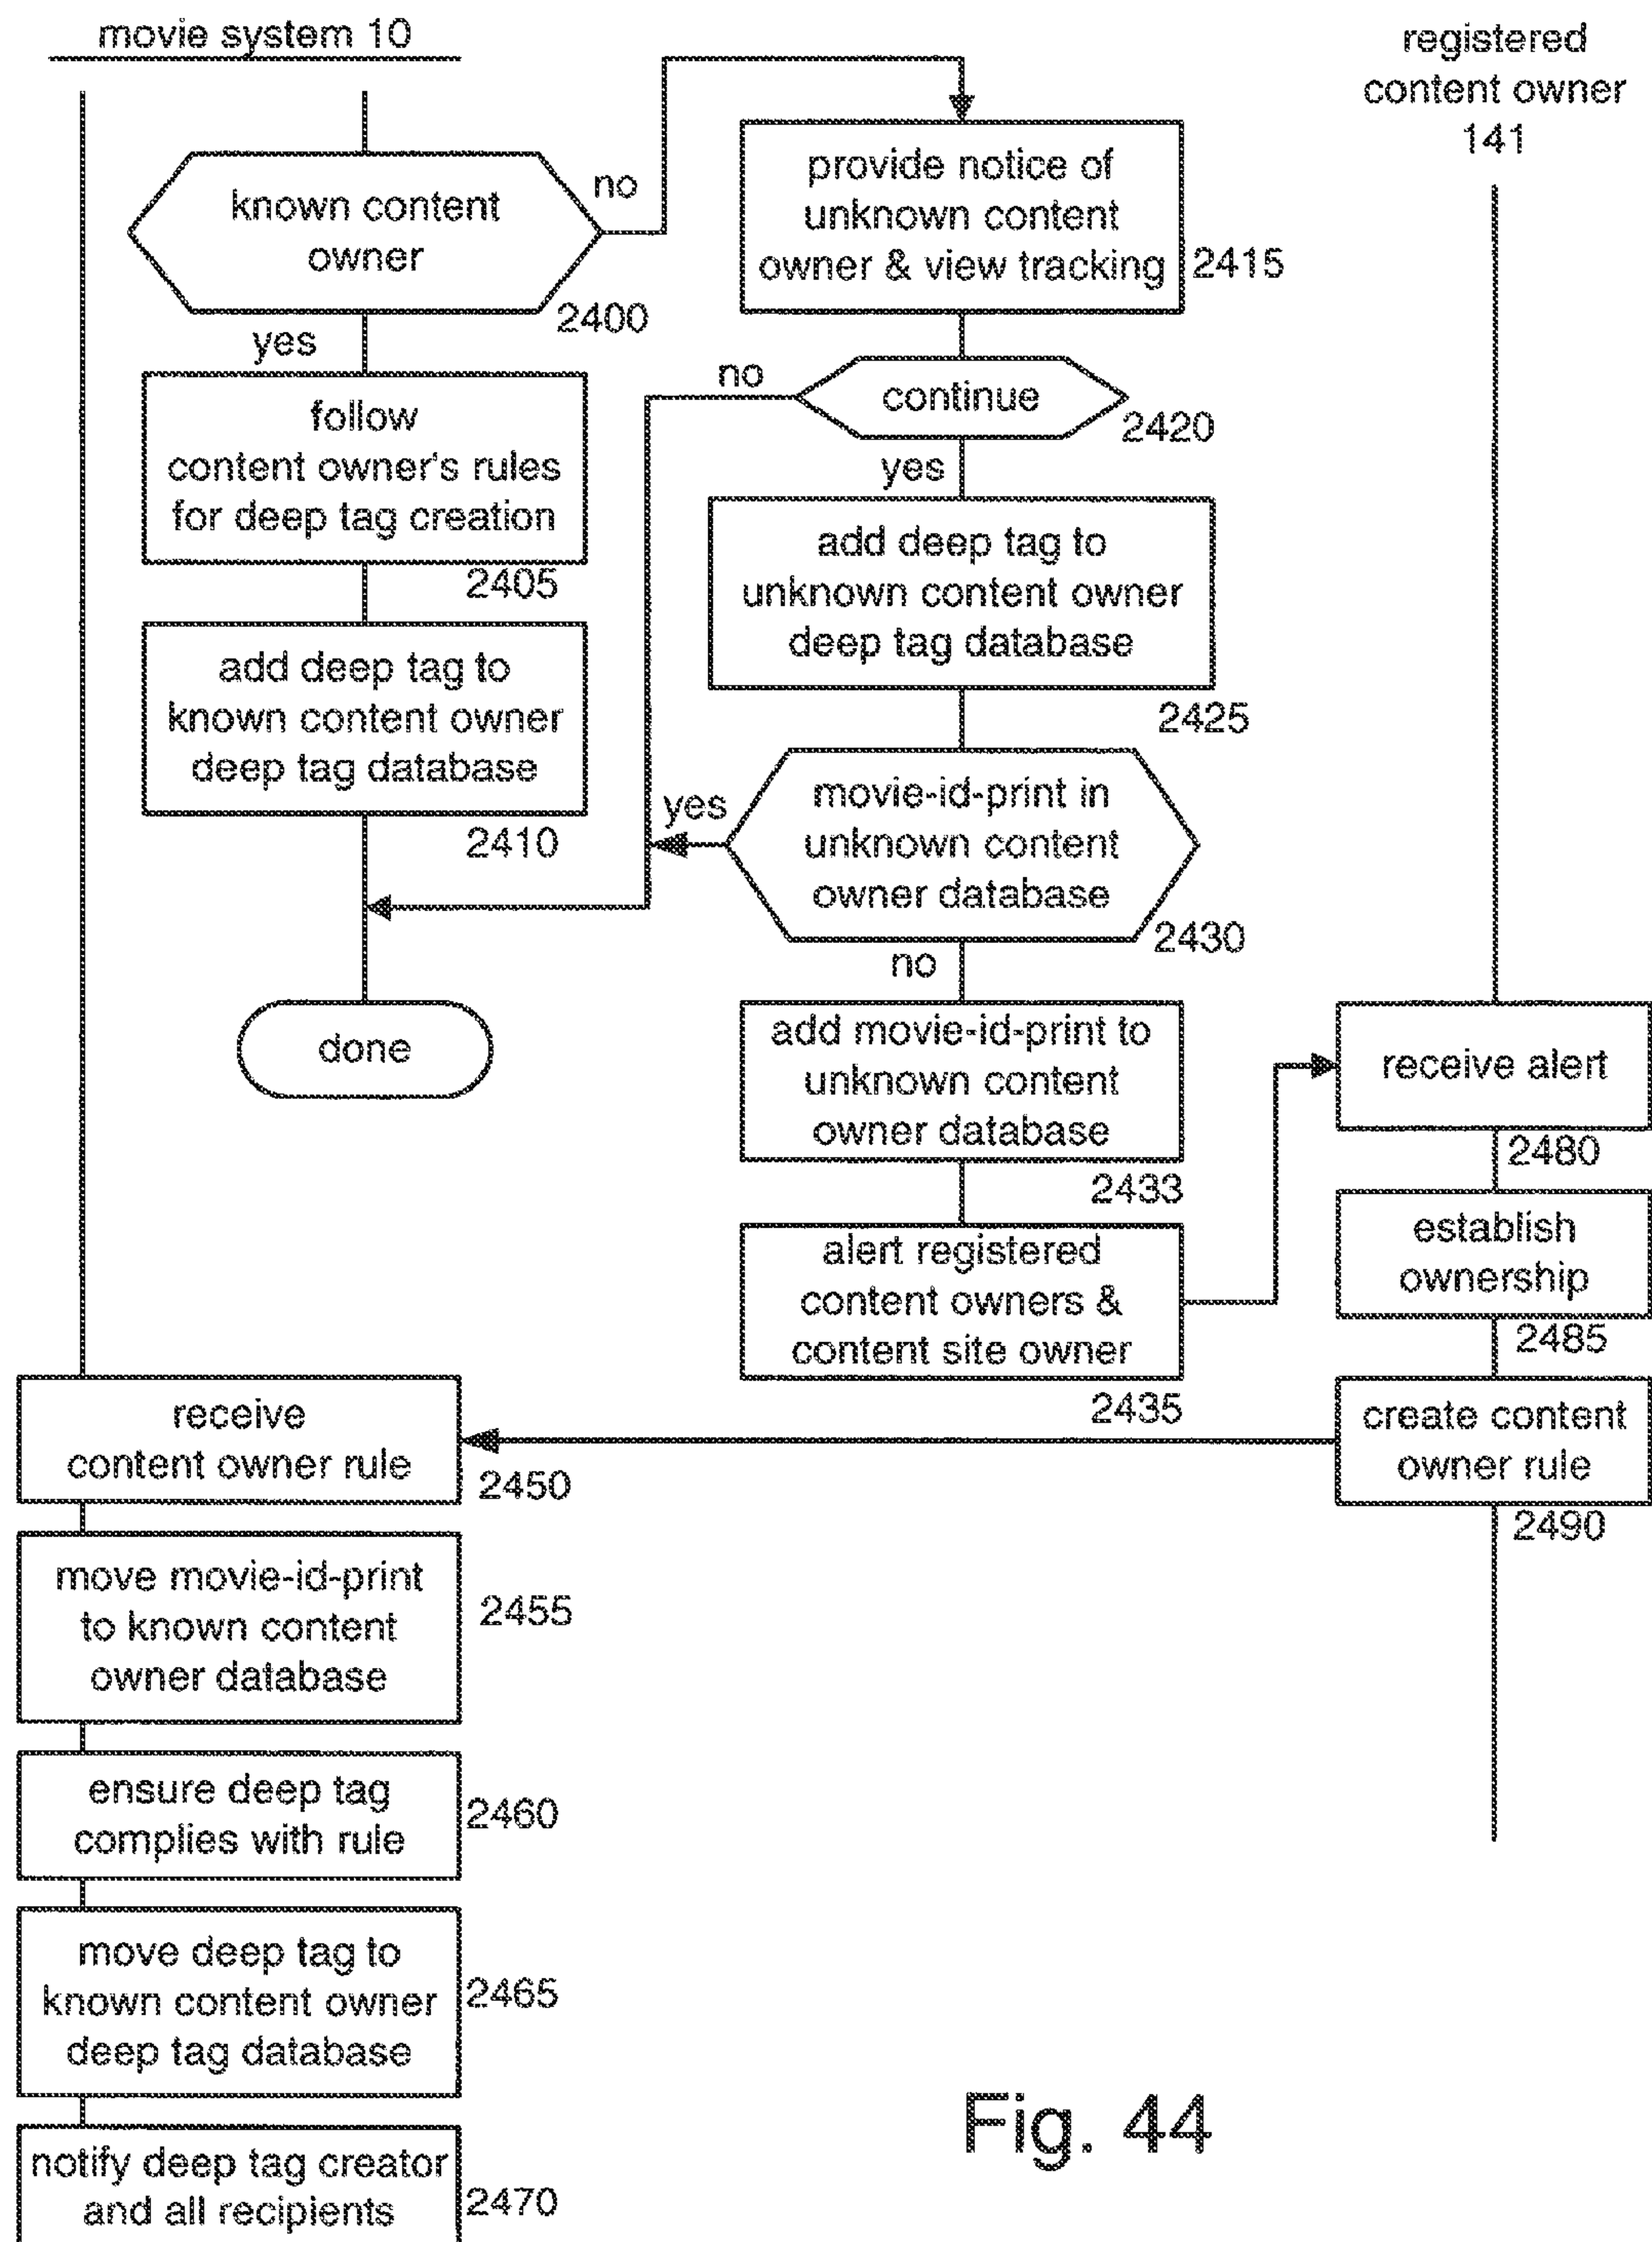 movie system 10
registered
content owner
141
known content
owner
2400
no
yes
provide notice of
unknown content
owner & view tracking
2415
continue
2420
no
yes
follow
content owner's rules
for deep tag creation
2405
add deep tag to
unknown content owner
deep tag database
2425
add deep tag to
known content owner
deep tag database
2410
movie-id-print in
unknown content
owner database
2430
yes
no
done
add movie-id-print to
unknown content
owner database
2433
receive alert
2480
alert registered
content owners &
content site owner
2435
establish
ownership
2485
create content
owner rule
2490
receive
content owner rule
2450
move movie-id-print
to known content
owner database
2455
ensure deep tag
complies with rule
2460
move deep tag to
known content owner
deep tag database
2465
notify deep tag creator
and all recipients
2470
Fig. 44